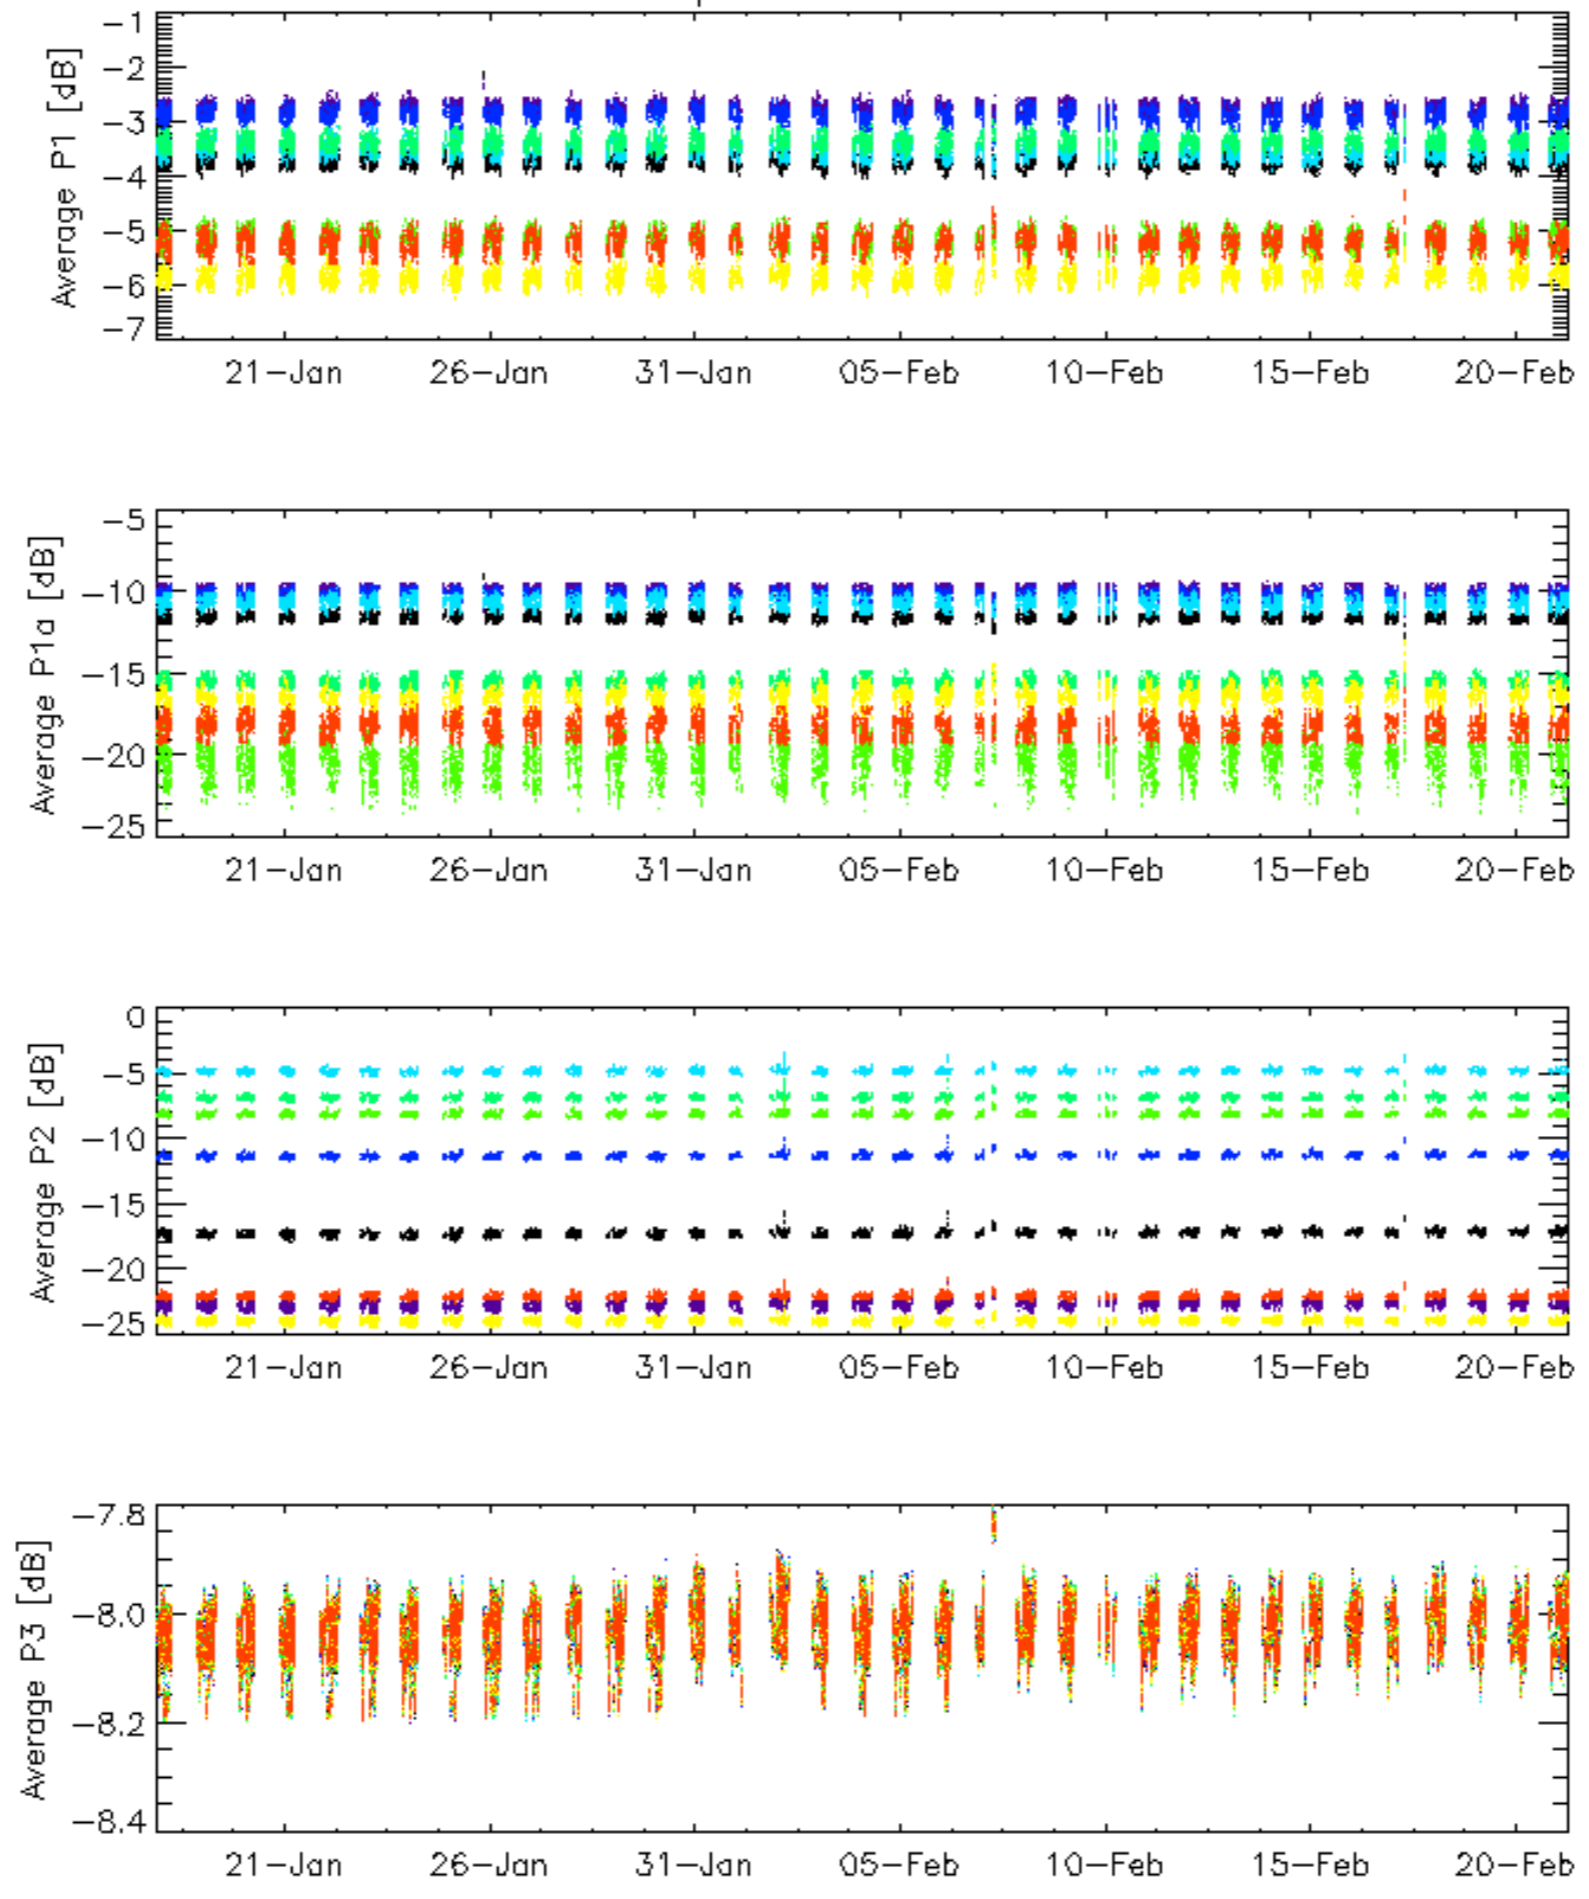 Average P1 [dB]
-1
-2
-3
-4
-5
-6
-7
21-Jan 26-Jan 31-Jan 05-Feb 10-Feb 15-Feb 20-Feb
Average P1a [dB]
-5
-10
-15
-20
-25
21-Jan 26-Jan 31-Jan 05-Feb 10-Feb 15-Feb 20-Feb
Average P2 [dB]
0
-5
-10
-15
-20
-25
21-Jan 26-Jan 31-Jan 05-Feb 10-Feb 15-Feb 20-Feb
Average P3 [dB]
-7.8
-8.0
-8.2
-8.4
21-Jan 26-Jan 31-Jan 05-Feb 10-Feb 15-Feb 20-Feb